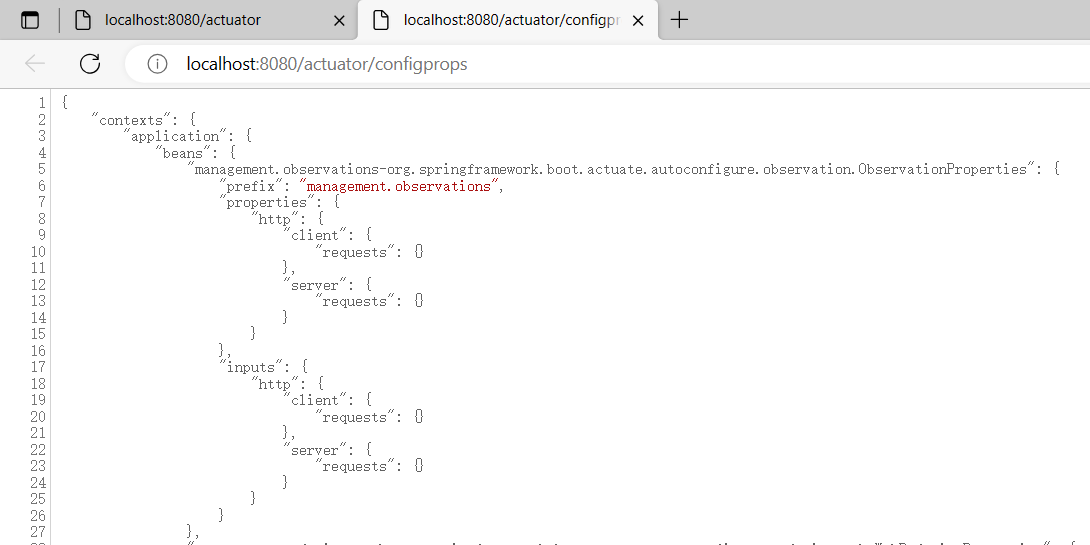 localhost:8080/actuator
localhost:8080/actuator/configpr
localhost:8080/actuator/configprops
1 {
2 "contexts": {
3 "application": {
4 "beans": {
5 "management.observations-org.springframework.boot.actuate.autoconfigure.observation.ObservationProperties": {
6 "prefix": "management.observations",
7 "properties": {
8 "http": {
9 "client": {
10 "requests": {}
11 },
12 "server": {
13 "requests": {}
14 }
15 }
16 },
17 "inputs": {
18 "http": {
19 "client": {
20 "requests": {}
21 },
22 "server": {
23 "requests": {}
24 }
25 }
26 }
27 },